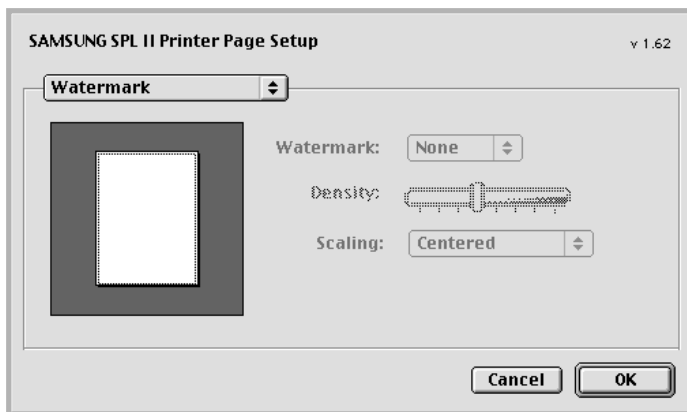 SAMSUNG SPL II Printer Page Setup
v 1.62
Watermark
Watermark: None
Density:
Scaling: Centered
Cancel OK